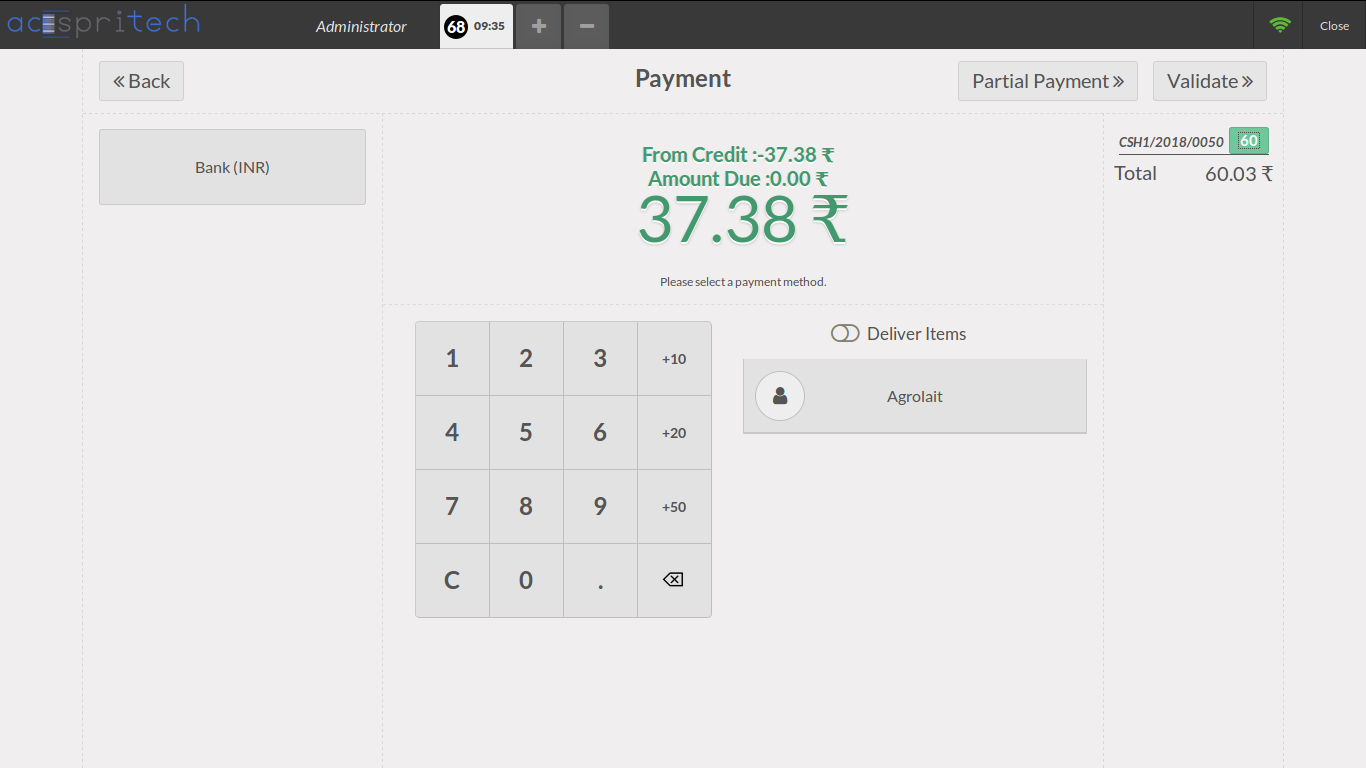 acespritech
Administrator
68 09:35
Close
Back
Payment
Partial Payment
Validate
Bank (INR)
From Credit :-37.38 ₹
Amount Due :0.00 ₹
37.38 ₹
Please select a payment method.
CSH1/2018/0050 60
Total 60.03 ₹
1 2 3 +10
4 5 6 +20
7 8 9 +50
C 0 .
Deliver Items
Agrolait